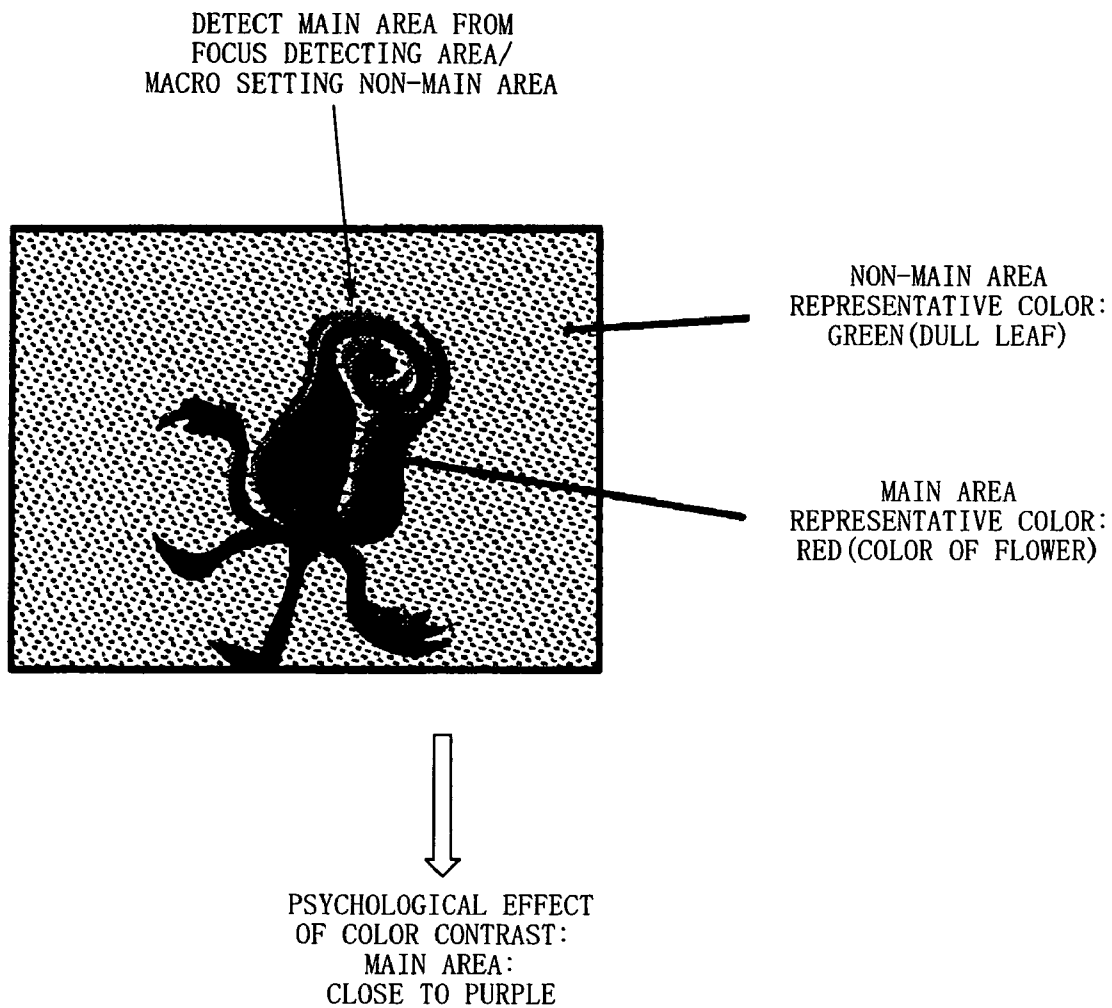 DETECT MAIN AREA FROM
FOCUS DETECTING AREA/
MACRO SETTING NON-MAIN AREA
NON-MAIN AREA
REPRESENTATIVE COLOR:
GREEN(DULL LEAF)
MAIN AREA
REPRESENTATIVE COLOR:
RED(COLOR OF FLOWER)
PSYCHOLOGICAL EFFECT
OF COLOR CONTRAST:
MAIN AREA:
CLOSE TO PURPLE